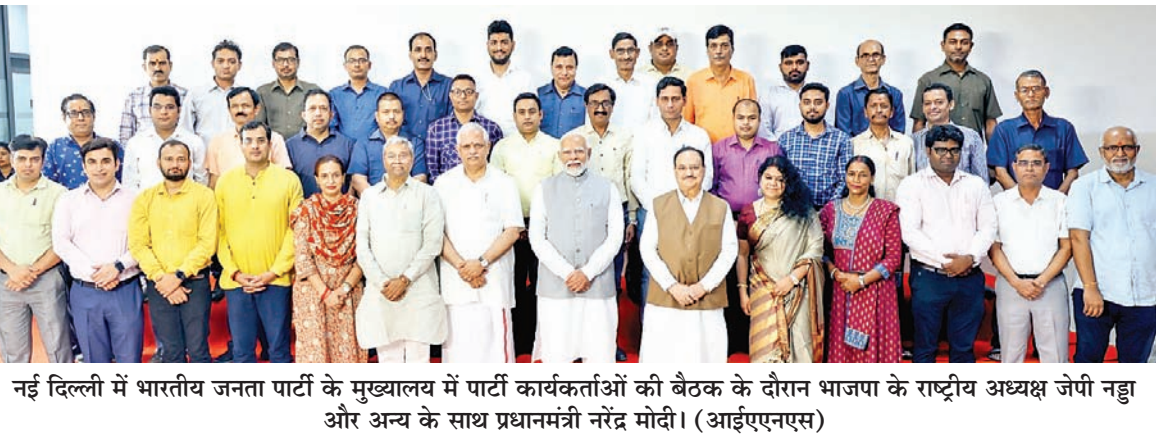 नई दिल्ली में भारतीय जनता पार्टी के मुख्यालय में पार्टी कार्यकर्ताओं की बैठक के दौरान भाजपा के राष्ट्रीय अध्यक्ष जेपी नड्डा
और अन्य के साथ प्रधानमंत्री नरेंद्र मोदी। (आईएएनएस)